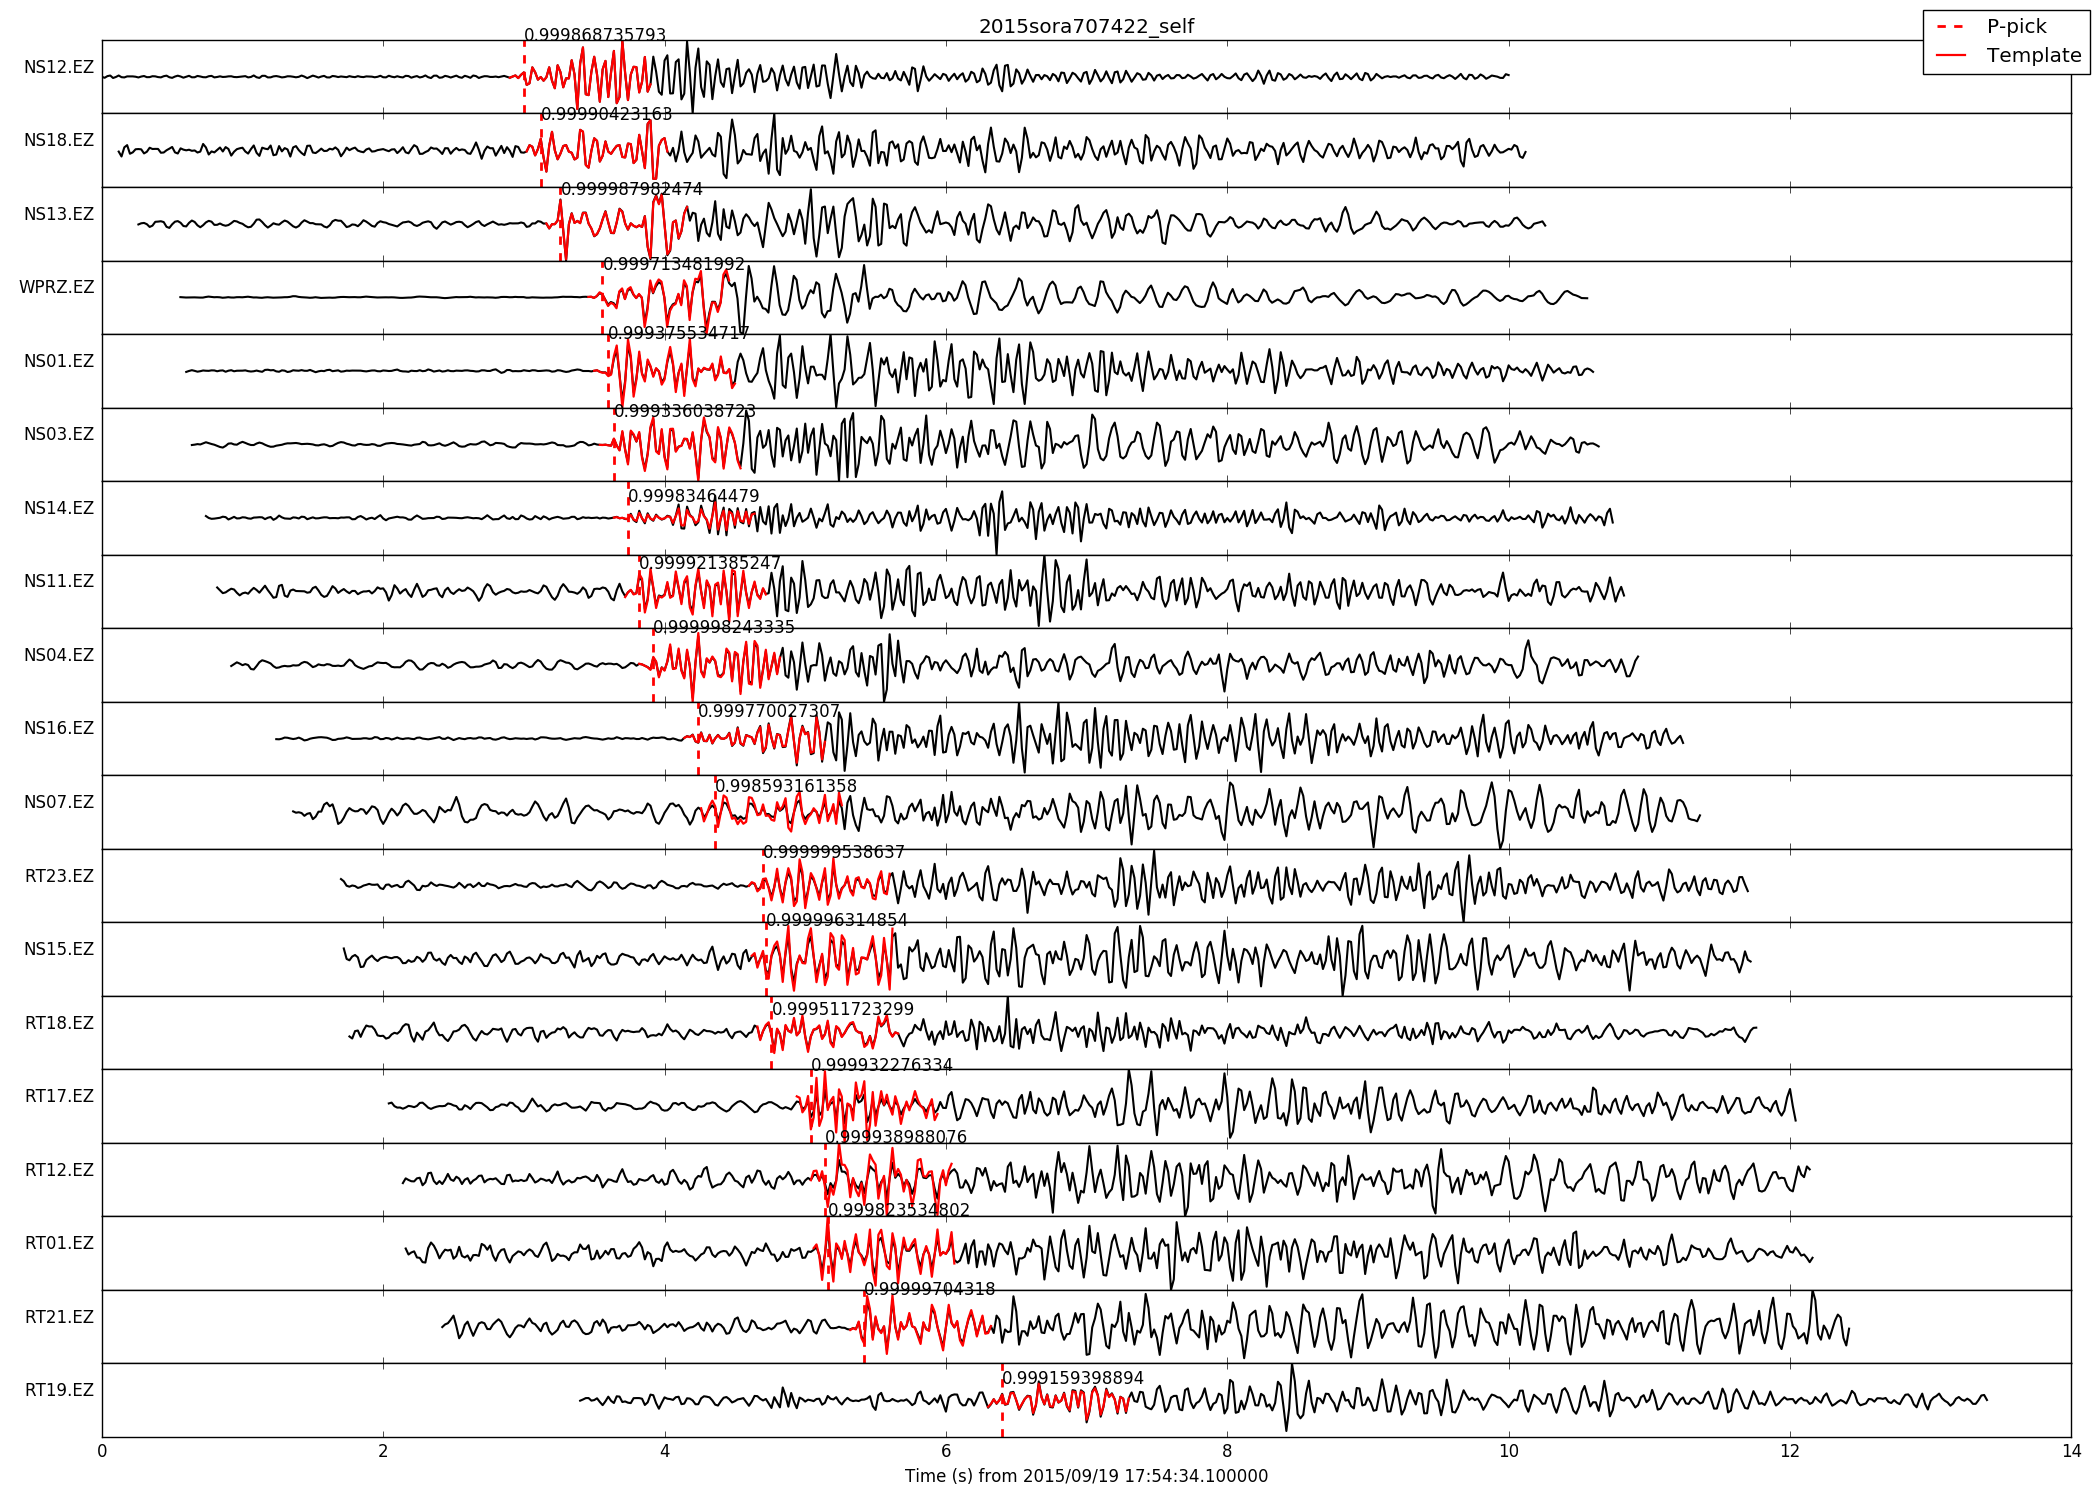 2015sora707422_self
P-pick
Template
NS12.EZ
0.999868735793
NS18.EZ
0.99990423163
NS13.EZ
0.999987982474
WPRZ.EZ
0.999713481992
NS01.EZ
0.999375534717
NS03.EZ
0.999336038723
NS14.EZ
0.99983464479
NS11.EZ
0.999921385247
NS04.EZ
0.999998243335
NS16.EZ
0.999770027307
NS07.EZ
0.998593161358
RT23.EZ
0.999999538637
NS15.EZ
0.999996314854
RT18.EZ
0.999511723299
RT17.EZ
0.999932276334
RT12.EZ
0.999938988076
RT01.EZ
0.999823534802
RT21.EZ
0.99999704318
RT19.EZ
0.999159398894
0 2 4 6 8 10 12 14
Time (s) from 2015/09/19 17:54:34.100000